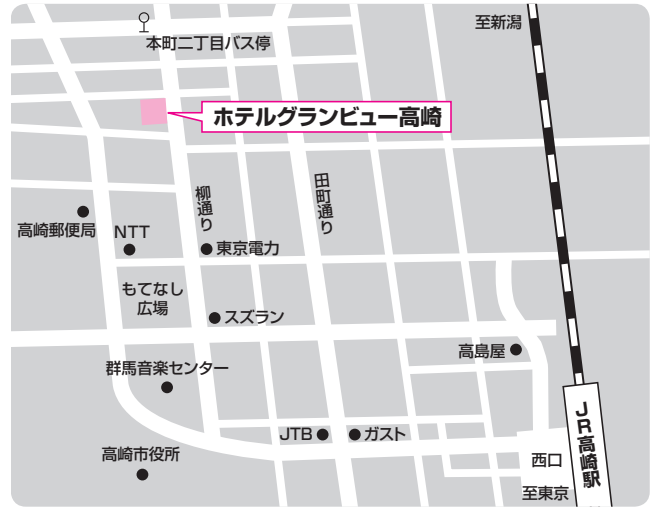 至新潟
本町二丁目バス停
ホテルグランビュー高崎
柳通り
田町通り
高崎郵便局
NTT
東京電力
もてなし
広場
スズラン
高島屋
群馬音楽センター
JTB
ガスト
JR高崎駅
高崎市役所
西口
至東京